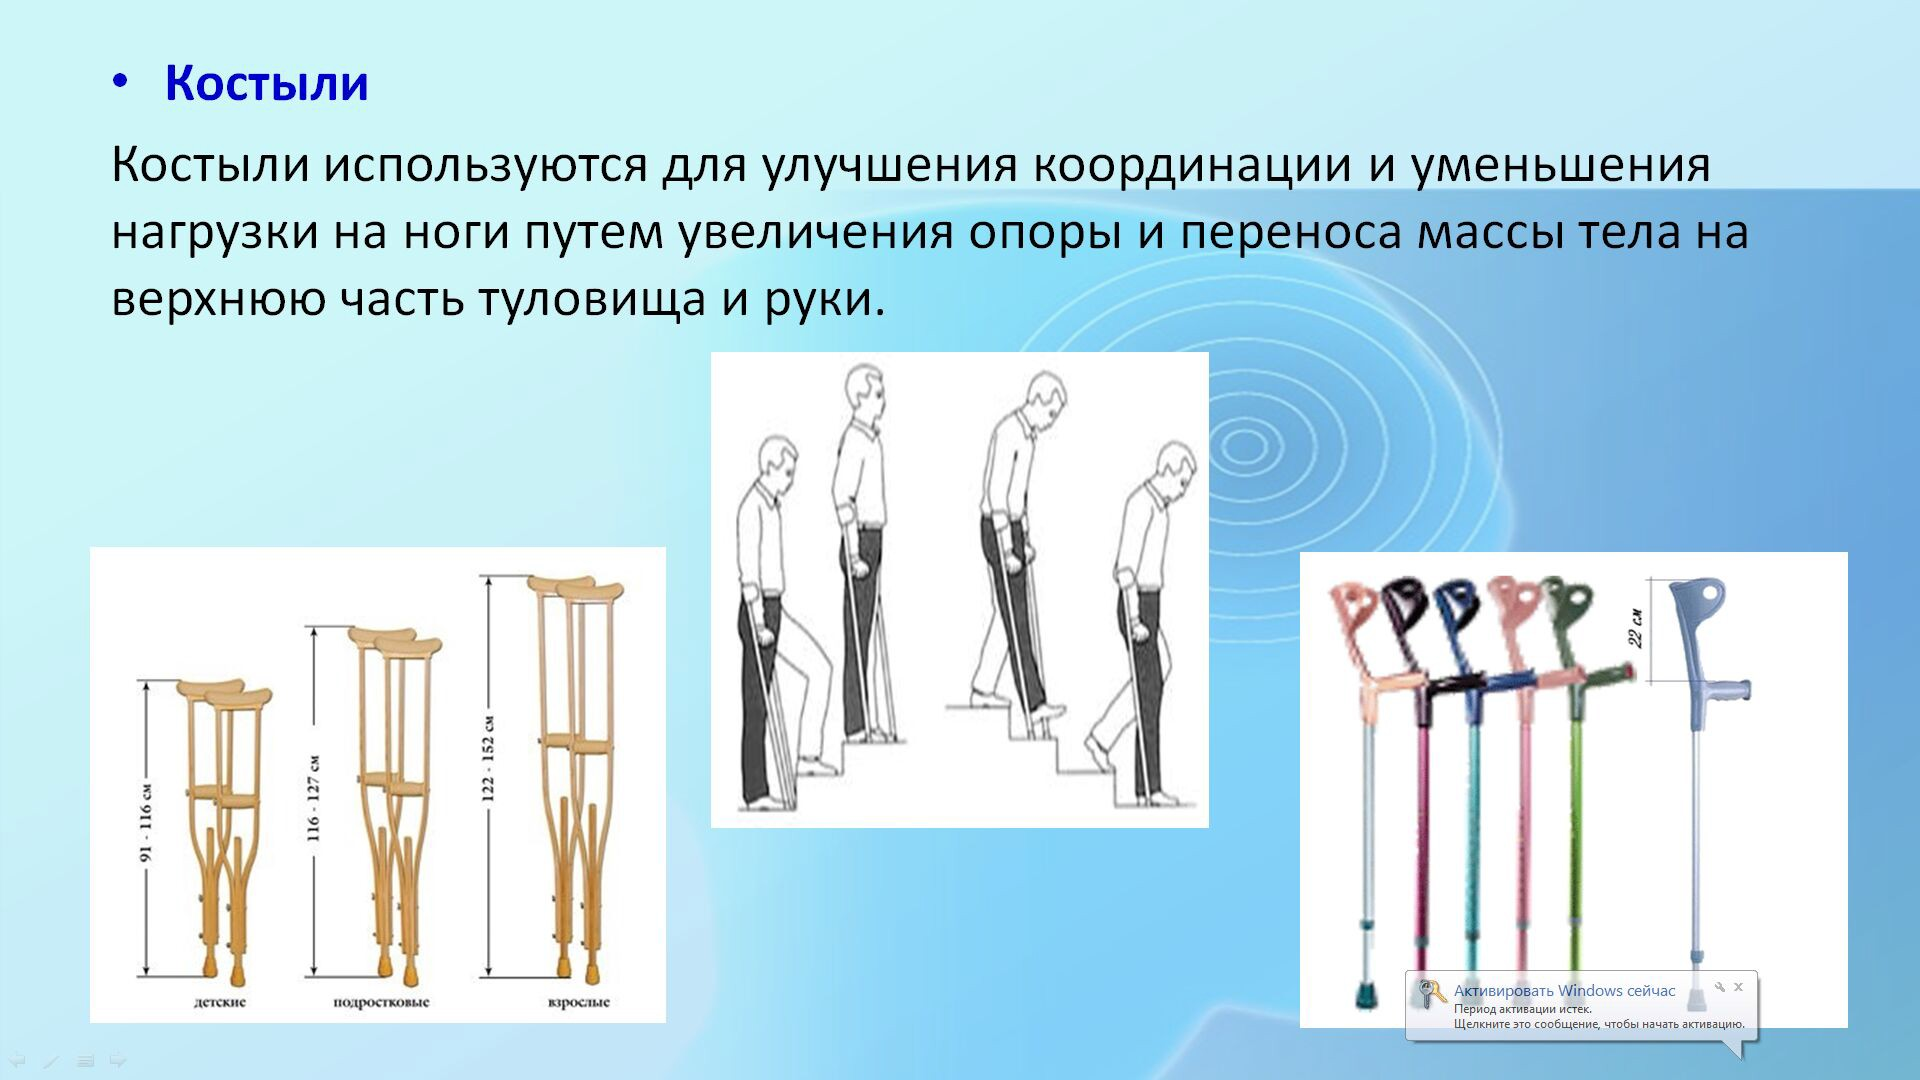 • Костыли
Костыли используются для улучшения координации и уменьшения
нагрузки на ноги путем увеличения опоры и переноса массы тела на
верхнюю часть туловища и руки.
91 - 116 см
116 - 127 см
122 - 152 см
детские
подростковые
взрослые
22 см
Активировать Windows сейчас
Период активации истек.
Щелкните это сообщение, чтобы начать активацию.